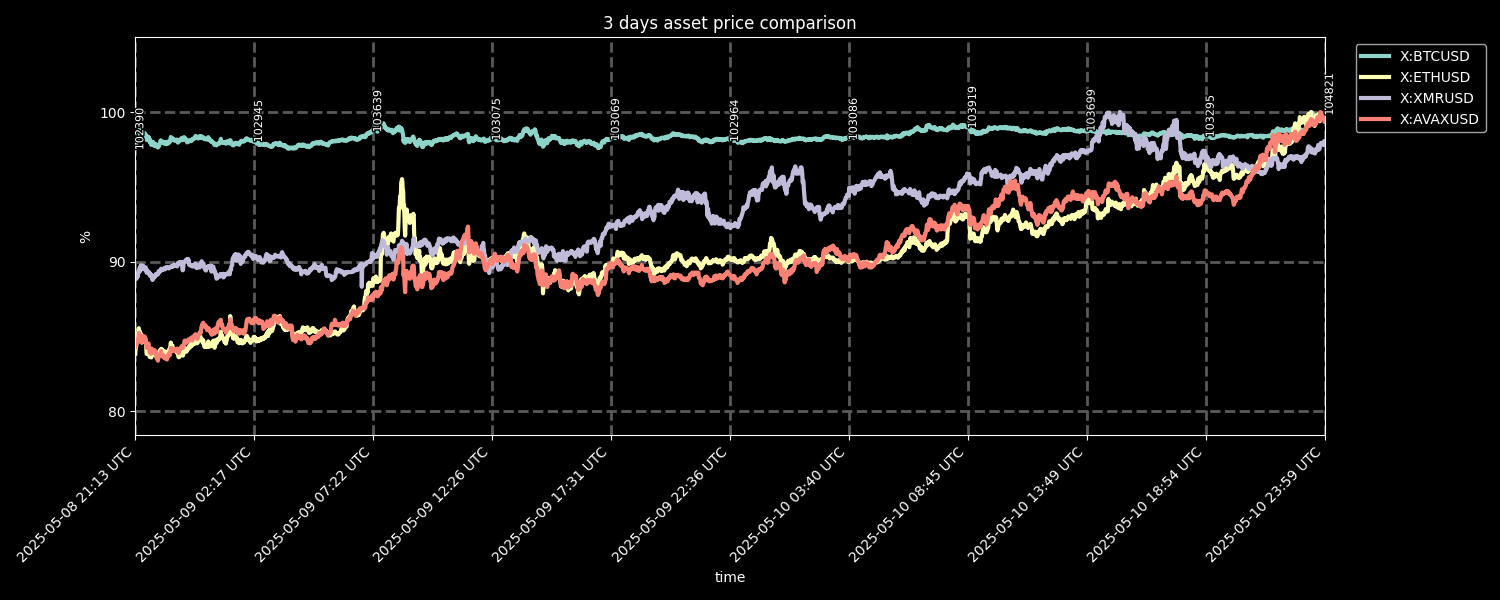 3 days asset price comparison
X:BTCUSD
X:ETHUSD
X:XMRUSD
X:AVAXUSD
100
90
80
%
102390
102945
103639
103075
103069
102964
103086
103919
103699
103295
104821
2025-05-08 21:13 UTC
2025-05-09 02:17 UTC
2025-05-09 07:22 UTC
2025-05-09 12:26 UTC
2025-05-09 17:31 UTC
2025-05-09 22:36 UTC
2025-05-10 03:40 UTC
2025-05-10 08:45 UTC
2025-05-10 13:49 UTC
2025-05-10 18:54 UTC
2025-05-10 23:59 UTC
time